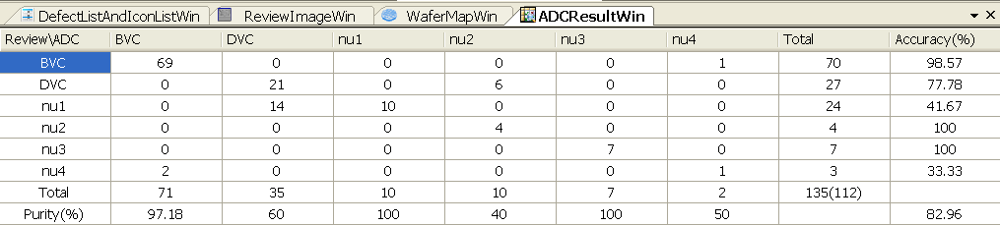 DefectListAndIconListWin ReviewImageWin WaferMapWin ADCResultWin
Review\ADC BVC DVC nu1 nu2 nu3 nu4 Total Accuracy(%)
BVC 69 0 0 0 0 1 70 98.57
DVC 0 21 0 6 0 0 27 77.78
nu1 0 14 10 0 0 0 24 41.67
nu2 0 0 0 4 0 0 4 100
nu3 0 0 0 0 7 0 7 100
nu4 2 0 0 0 0 1 3 33.33
Total 71 35 10 10 7 2 135(112)
Purity(%) 97.18 60 100 40 100 50 82.96